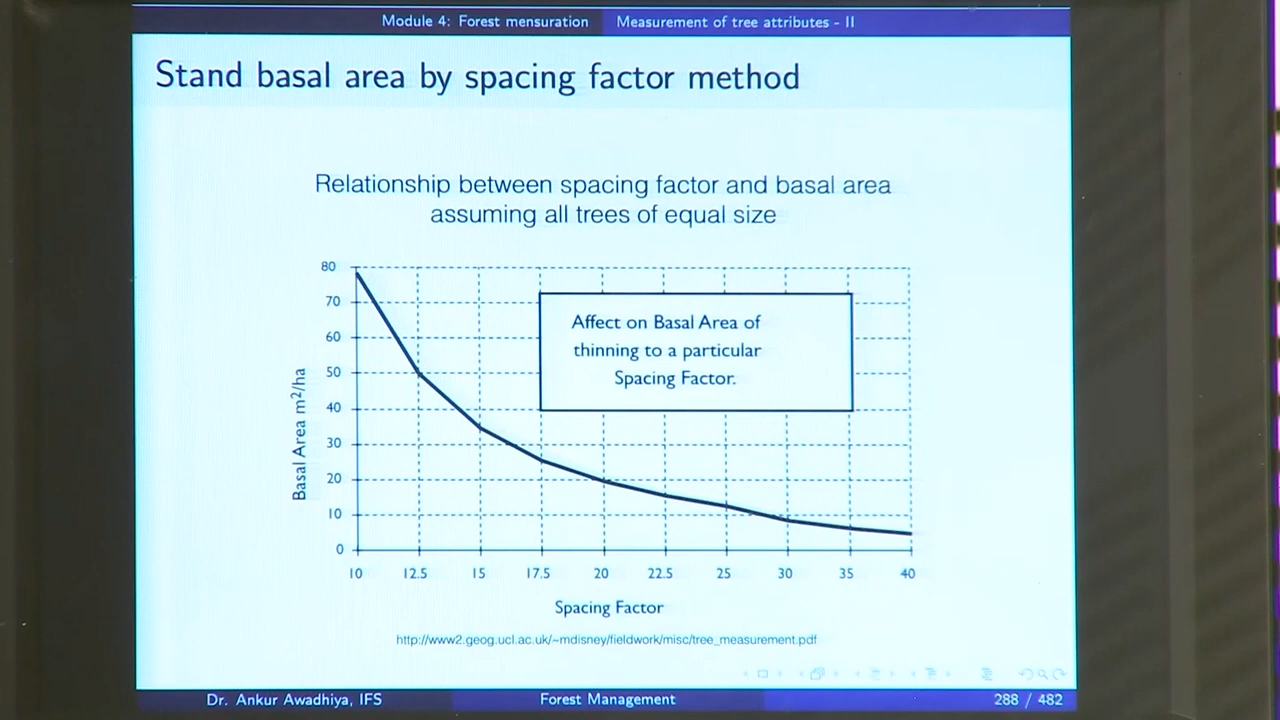 Module 4: Forest mensuration
Measurement of tree attributes - II
Stand basal area by spacing factor method
Relationship between spacing factor and basal area
assuming all trees of equal size
80
70
60
50
40
30
20
10
0
Basal Area m²/ha
Affect on Basal Area of
thinning to a particular
Spacing Factor.
10 12.5 15 17.5 20 22.5 25 30 35 40
Spacing Factor
http://www2.geog.ucl.ac.uk/~mdisney/fieldwork/misc/tree_measurement.pdf
Dr. Ankur Awadhiya, IFS
Forest Management
288 / 482